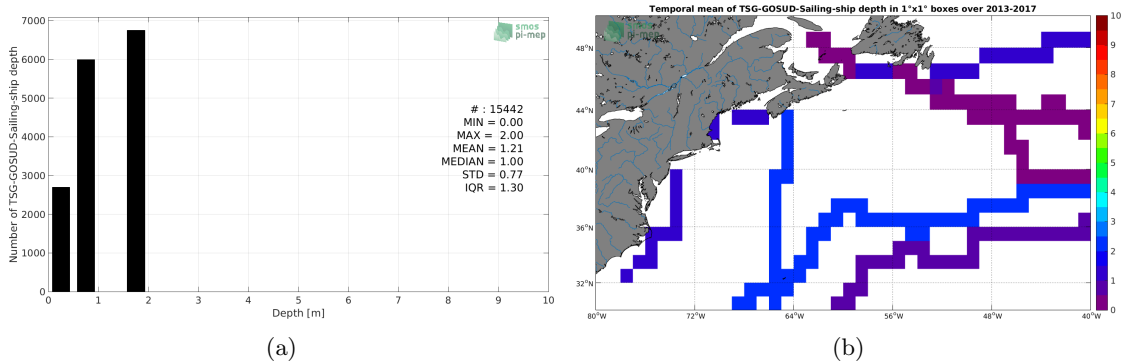 Number of TSG-GOSUD-Sailing-ship depth
7000
6000
5000
4000
3000
2000
1000
0
0 1 2 3 4 5 6 7 8 9 10
Depth [m]
smos
pi-mep
# : 15442
MIN = 0.00
MAX = 2.00
MEAN = 1.21
MEDIAN = 1.00
STD = 0.77
IQR = 1.30
(a)
Temporal mean of TSG-GOSUD-Sailing-ship depth in 1°x1° boxes over 2013-2017
smos
pi-mep
48°N
44°N
40°N
36°N
32°N
80°W 72°W 64°W 56°W 48°W 40°W
10
9
8
7
6
5
4
3
2
1
0
(b)